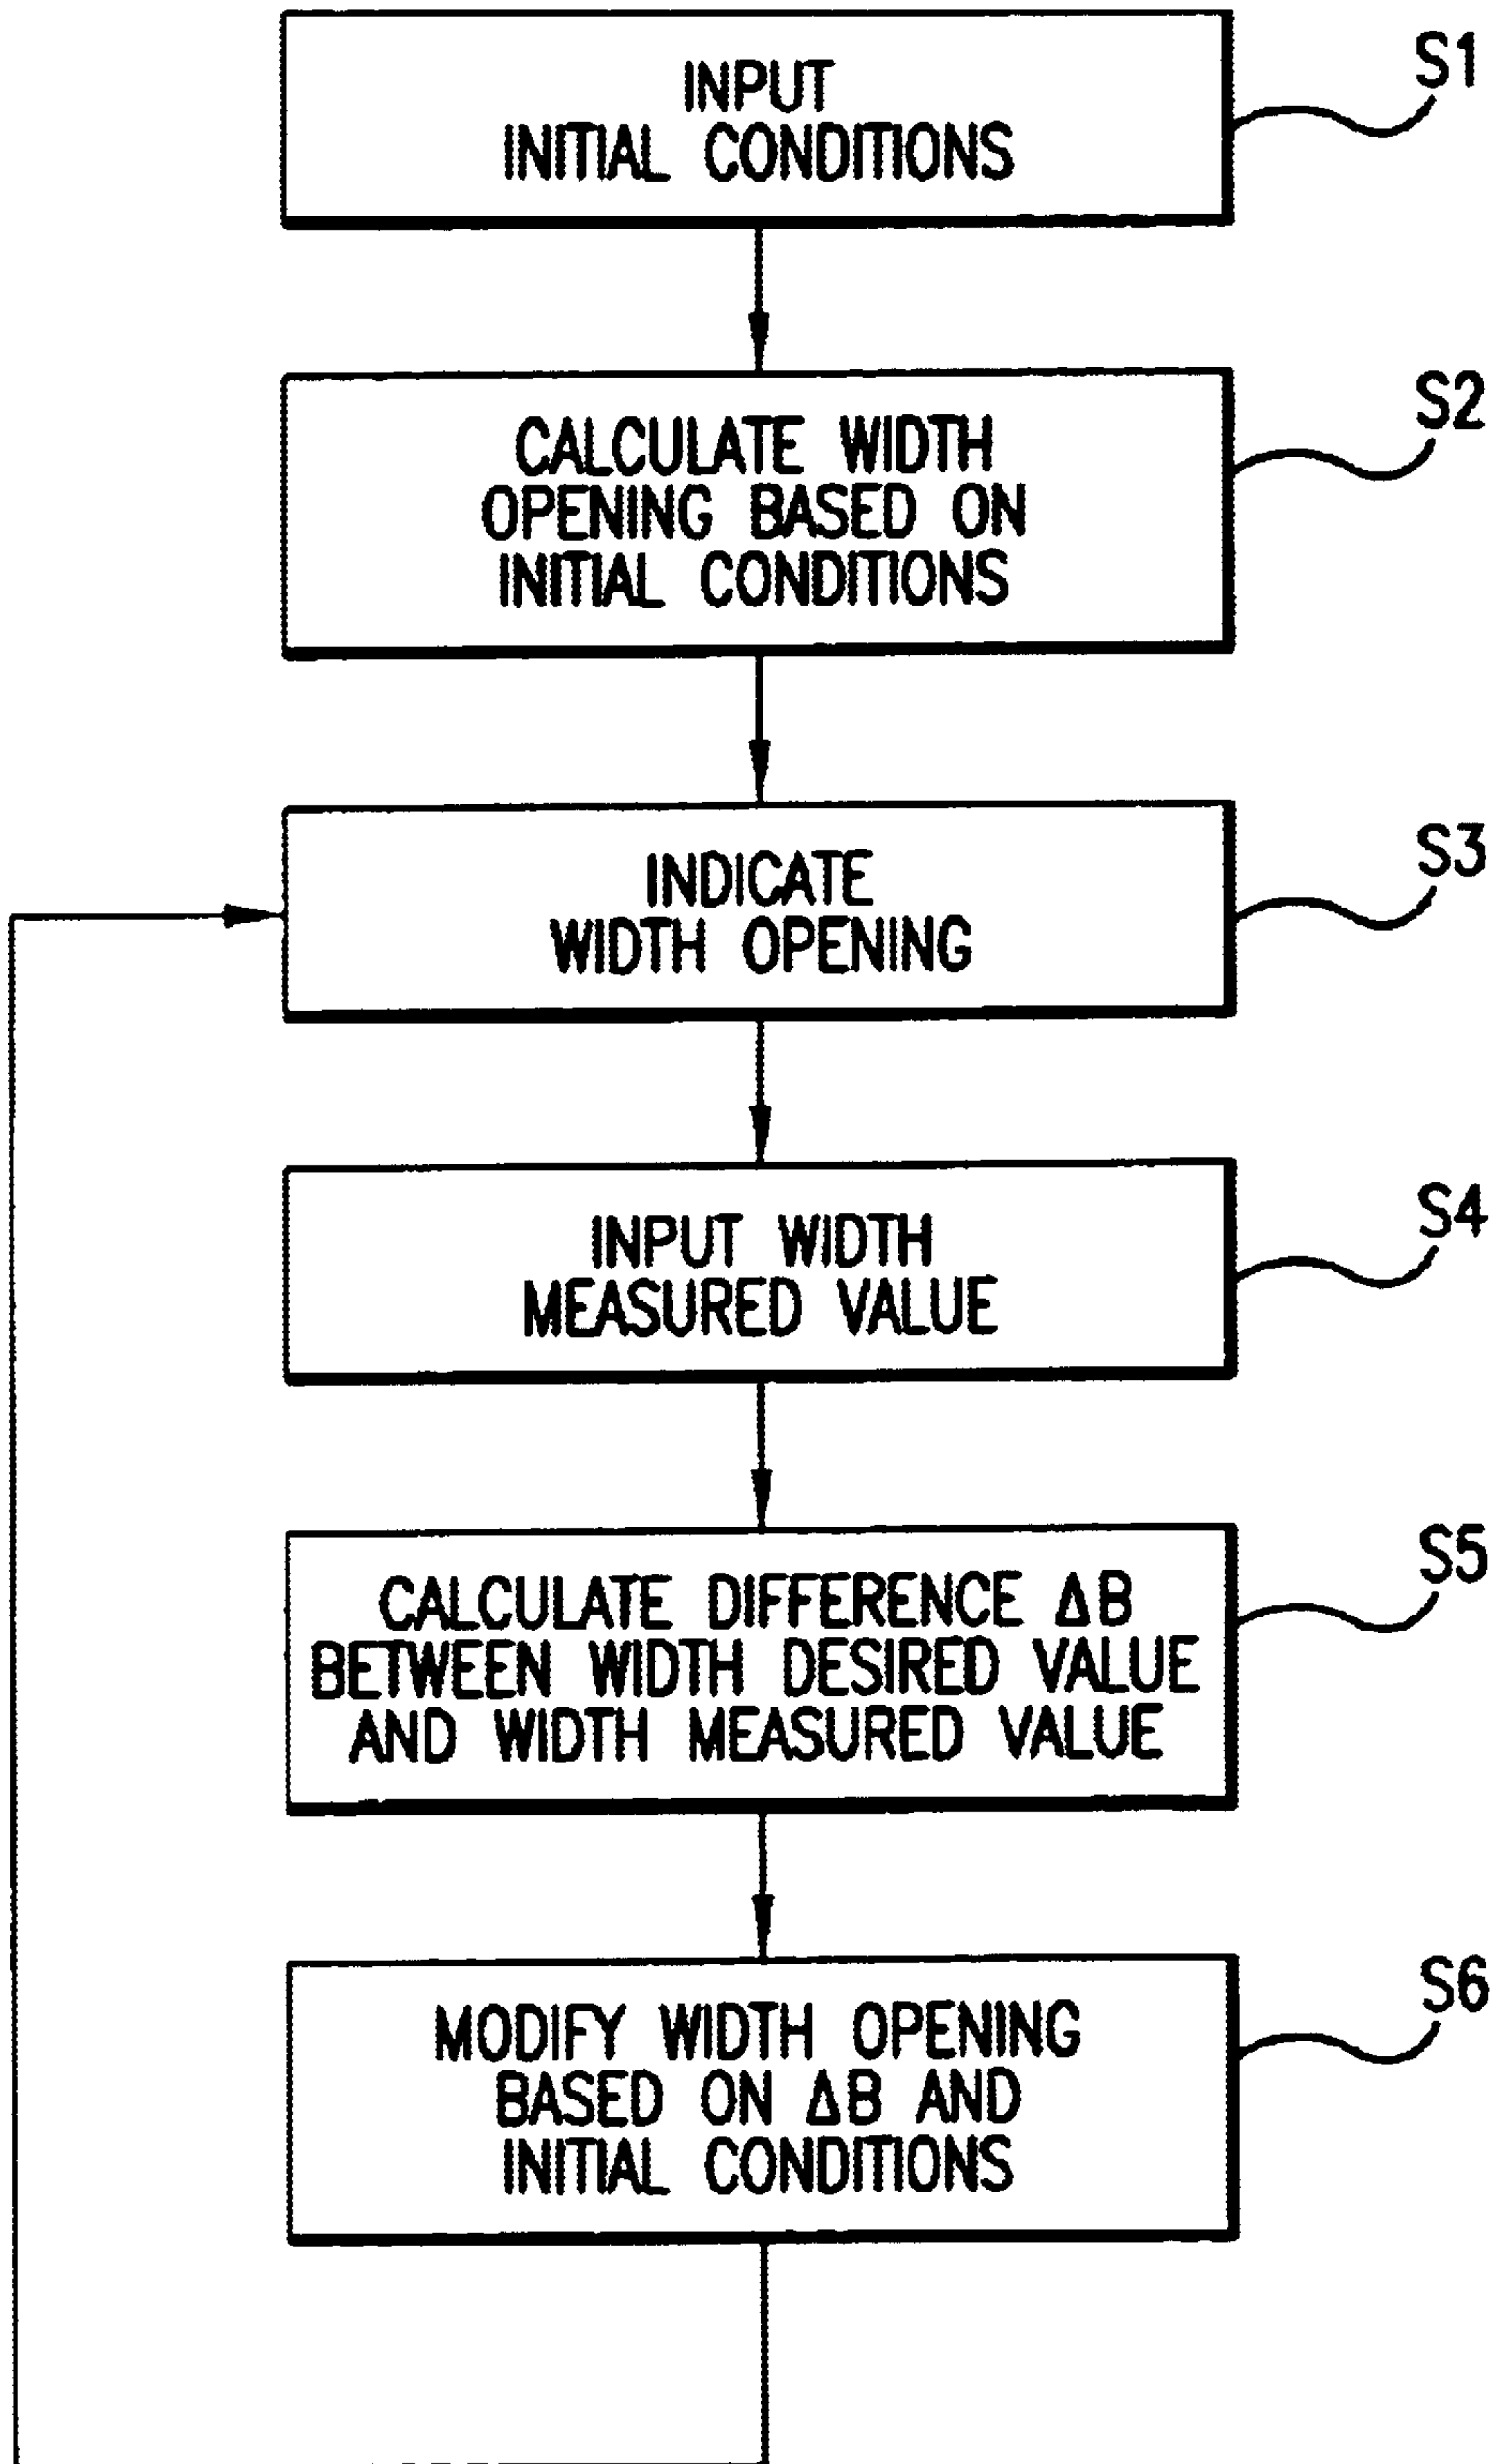 INPUT
INITIAL CONDITIONS
S1
CALCULATE WIDTH
OPENING BASED ON
INITIAL CONDITIONS
S2
INDICATE
WIDTH OPENING
S3
INPUT WIDTH
MEASURED VALUE
S4
CALCULATE DIFFERENCE ΔB
BETWEEN WIDTH DESIRED VALUE
AND WIDTH MEASURED VALUE
S5
MODIFY WIDTH OPENING
BASED ON ΔB AND
INITIAL CONDITIONS
S6